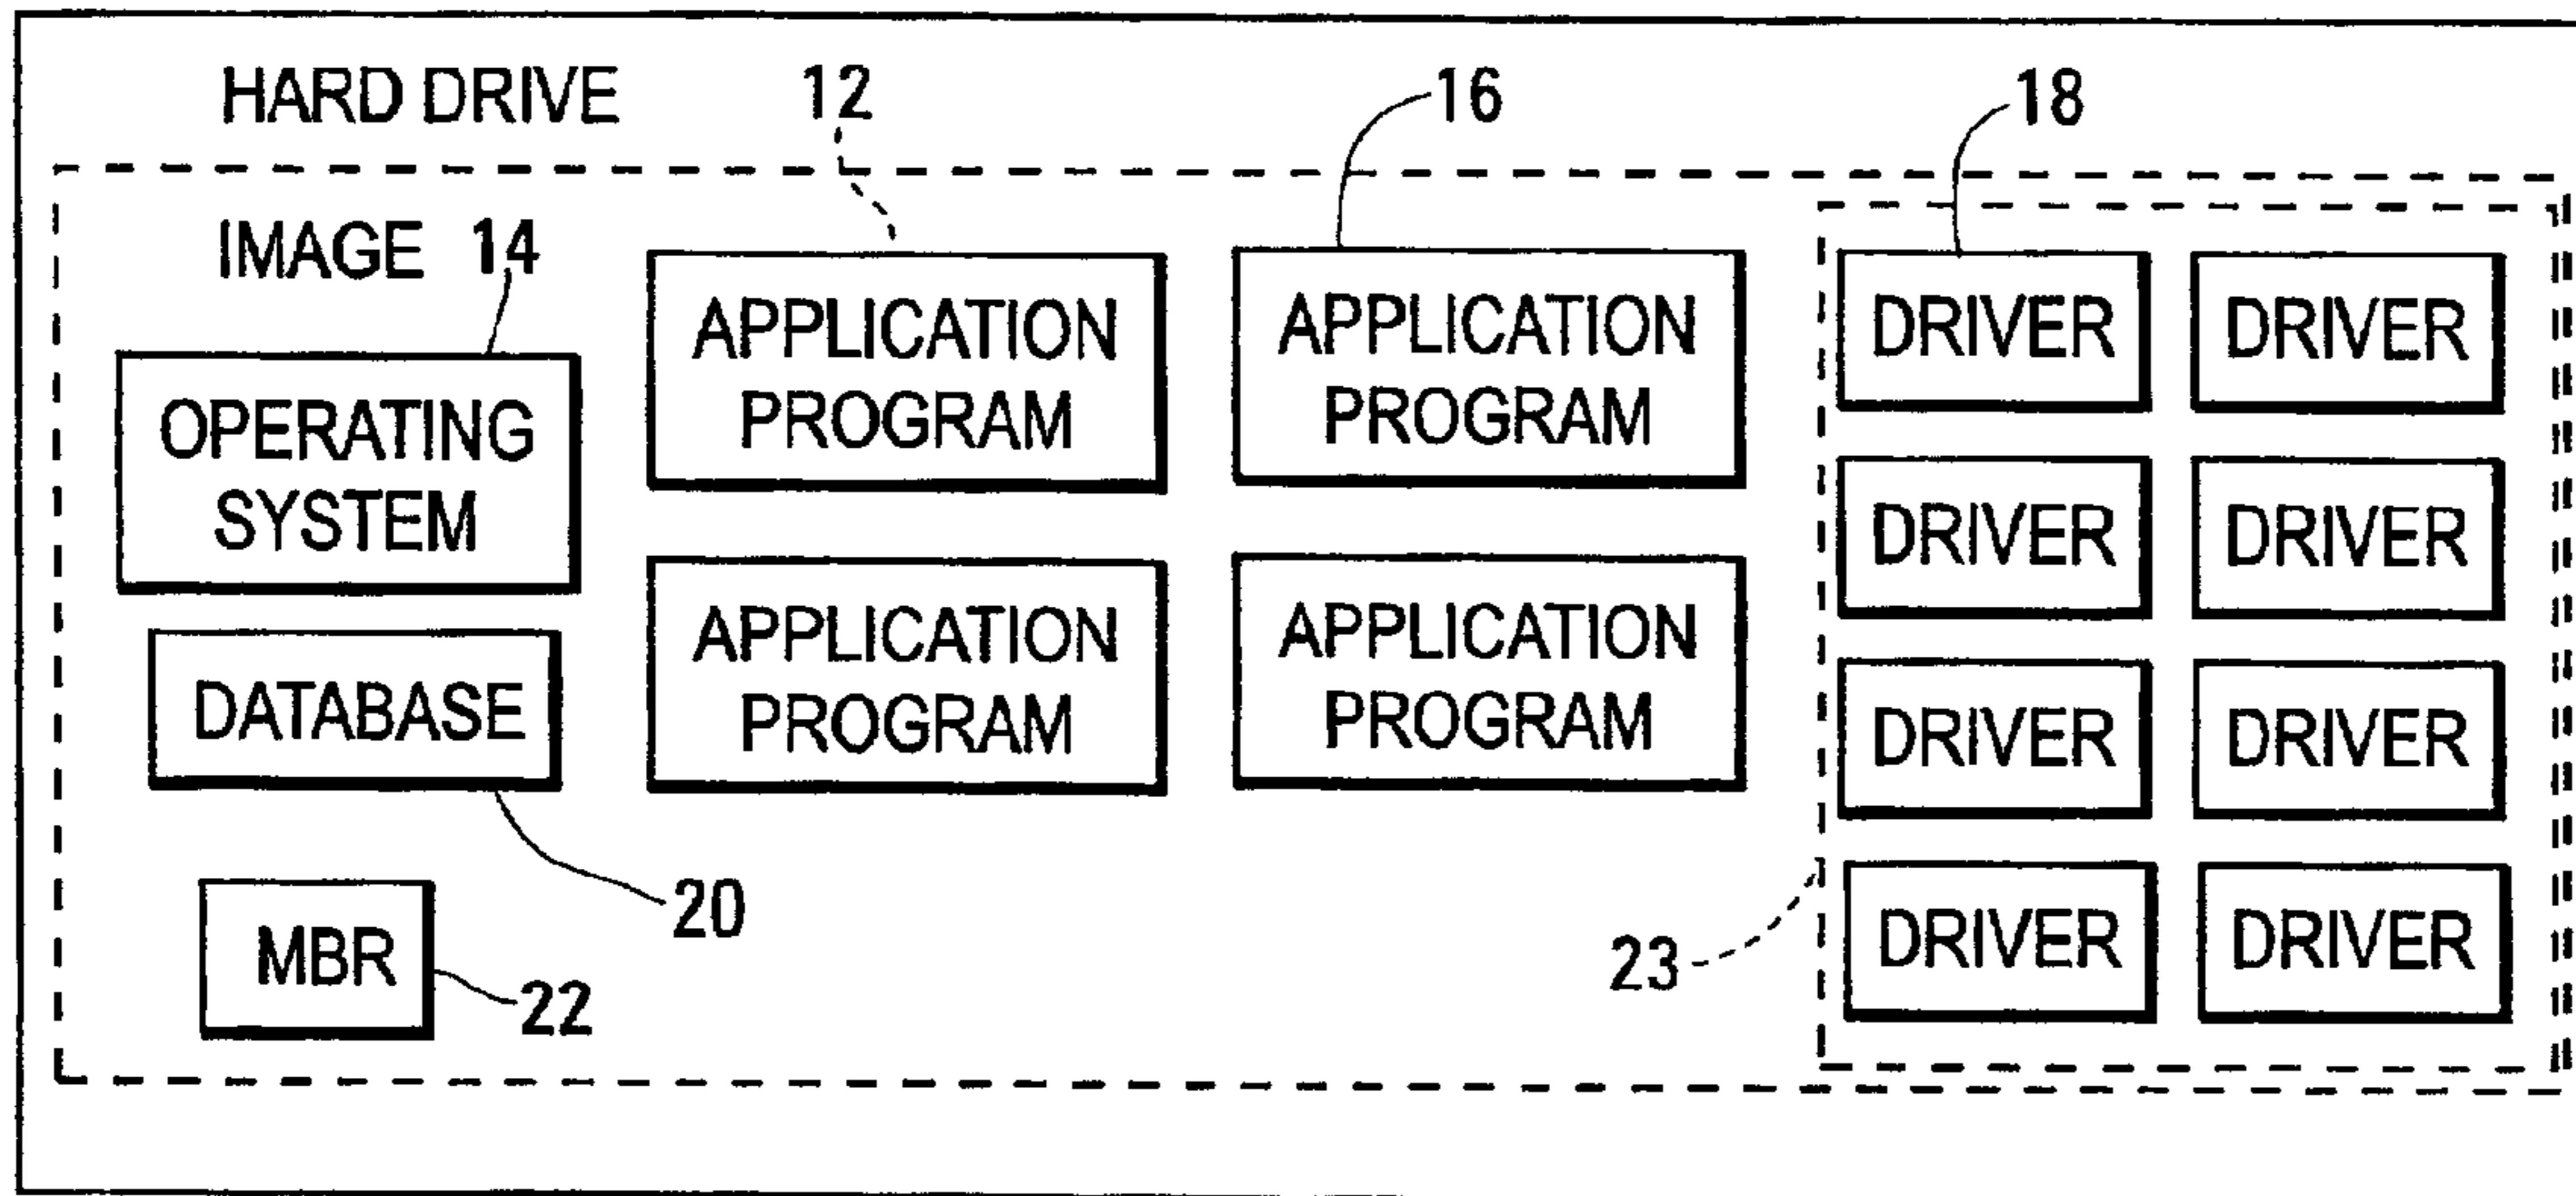 HARD DRIVE
12
16
18
IMAGE
14
OPERATING
SYSTEM
DATABASE
20
MBR
22
APPLICATION
PROGRAM
APPLICATION
PROGRAM
APPLICATION
PROGRAM
APPLICATION
PROGRAM
23
DRIVER
DRIVER
DRIVER
DRIVER
DRIVER
DRIVER
DRIVER
DRIVER